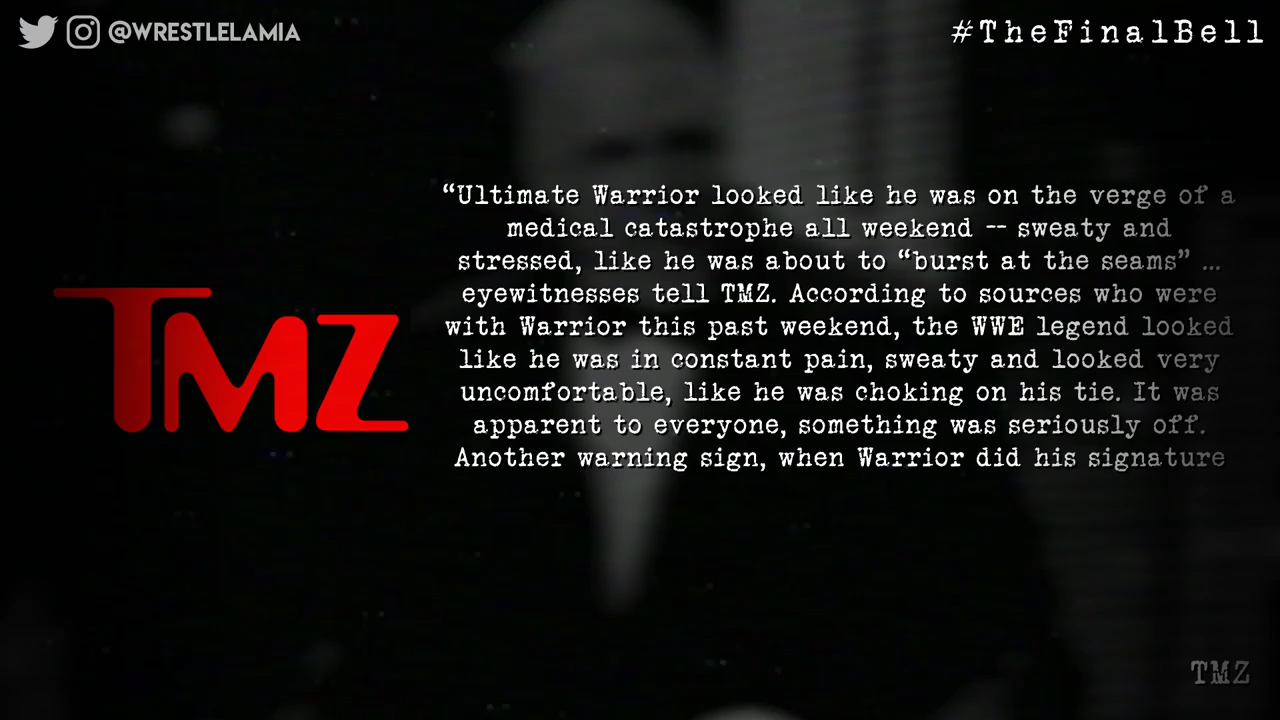 @WRESTLELAMIA
#TheFinalBell
“Ultimate Warrior looked like he was on the verge of a
medical catastrophe all weekend -- sweaty and
stressed, like he was about to “burst at the seams” ...
eyewitnesses tell TMZ. According to sources who were
with Warrior this past weekend, the WWE legend looked
like he was in constant pain, sweaty and looked very
uncomfortable, like he was choking on his tie. It was
apparent to everyone, something was seriously off.
Another warning sign, when Warrior did his signature
TMZ
TMZ